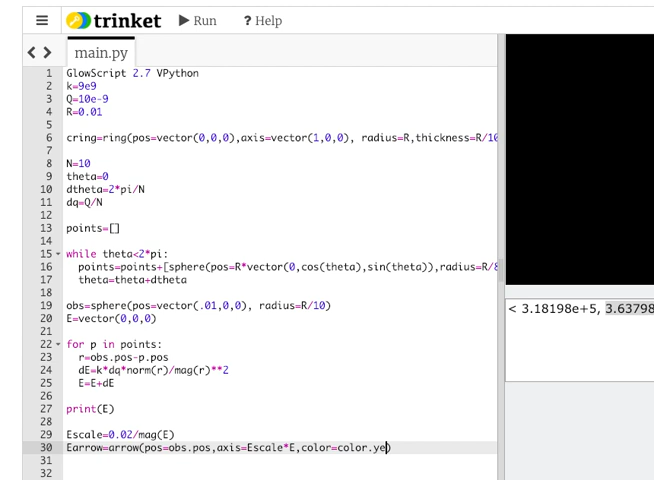 trinket Run ? Help
main.py
1 GlowScript 2.7 VPython
2 k=9e9
3 Q=10e-9
4 R=0.01
5
6 cring=ring(pos=vector(0,0,0),axis=vector(1,0,0), radius=R,thickness=R/10
7
8 N=10
9 theta=0
10 dtheta=2*pi/N
11 dq=Q/N
12
13 points=[]
14
15 while theta<2*pi:
16 points=points+[sphere(pos=R*vector(0,cos(theta),sin(theta)),radius=R/8
17 theta=theta+dtheta
18
19 obs=sphere(pos=vector(.01,0,0), radius=R/10)
20 E=vector(0,0,0)
21
22 for p in points:
23 r=obs.pos-p.pos
24 dE=k*dq*norm(r)/mag(r)**2
25 E=E+dE
26
27 print(E)
28
29 Escale=0.02/mag(E)
30 Earrow=arrow(pos=obs.pos,axis=Escale*E,color=color.ye)
31
32
< 3.18198e+5, 3.63798